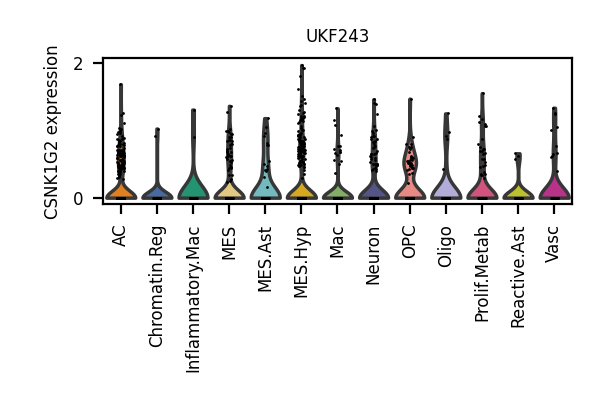 UKF243
CSNK1G2 expression
2
0
AC
Chromatin.Reg
Inflammatory.Mac
MES
MES.Ast
MES.Hyp
Mac
Neuron
OPC
Oligo
Prolif.Metab
Reactive.Ast
Vasc